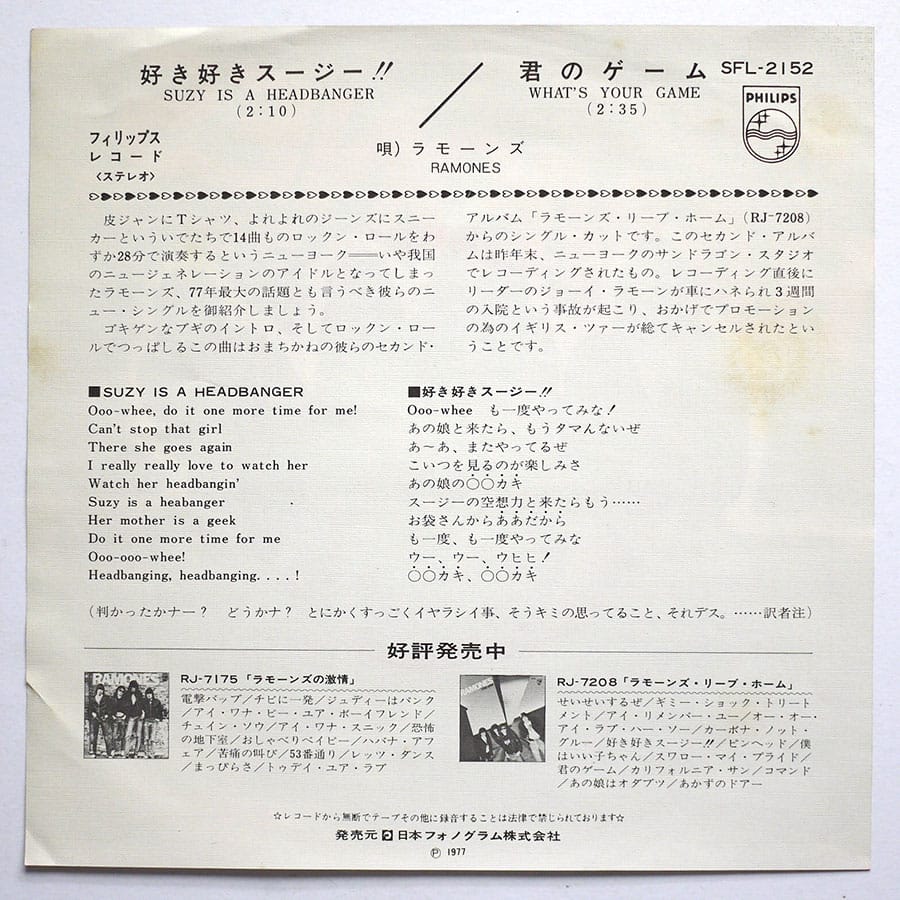 好き好きスージー!!
SUZY IS A HEADBANGER
(2:10)
君のゲーム
WHAT'S YOUR GAME
(2:35)
SFL-2152
PHILIPS
フィリップス
レコード
〈ステレオ〉
唄)ラモーンズ
RAMONES
皮ジャンにTシャツ、よれよれのジーンズにスニー
カーといういでたちで14曲ものロックン・ロールをわ
ずか28分で演奏するというニューヨーク──いや我国
のニュージェネレーションのアイドルとなってしまっ
たラモーンズ、77年最大の話題とも言うべき彼らのニ
ュー・シングルを御紹介しましょう。
ゴキゲンなブギのイントロ、そしてロックン・ロー
ルでつっぱしるこの曲はおまちかねの彼らのセカンド・
アルバム「ラモーンズ・リーブ・ホーム」(RJ-7208)
からのシングル・カットです。このセカンド・アルバ
ムは昨年末、ニューヨークのサンドラゴン・スタジオ
でレコーディングされたもの。レコーディング直後に
リーダーのジョーイ・ラモーンが車にハネられ3週間
の入院という事故が起こり、おかげでプロモーション
の為のイギリス・ツァーが総てキャンセルされたとい
うことです。
■SUZY IS A HEADBANGER
Ooo-whee, do it one more time for me!
Can't stop that girl
There she goes again
I really really love to watch her
Watch her headbangin'
Suzy is a heabanger
Her mother is a geek
Do it one more time for me
Ooo-ooo-whee!
Headbanging, headbanging....!
■好き好きスージー!!
Ooo-whee も一度やってみな!
あの娘と来たら、もうタマんないぜ
あ〜あ、またやってるぜ
こいつを見るのが楽しみさ
あの娘の○○カキ
スージーの空想力と来たらもう……
お袋さんからああだから
も一度、も一度やってみな
ウー、ウー、ウヒヒ!
○○カキ、○○カキ
(判かったかナー? どうかナ? とにかくすっごくイヤラシイ事、そうキミの思ってること、それデス。……訳者注)
好評発売中
RAMONES
RJ-7175「ラモーンズの激情」
電撃バップ/チビに一発/ジュディーはパンク
/アイ・ワナ・ビー・ユア・ボーイフレンド/
チェイン・ソウ/アイ・ワナ・スニック/恐怖
の地下室/おしゃべりベイビー/ハバナ・アフ
ェア/苦痛の叫び/53番通り/レッツ・ダンス
/まっぴらさ/トゥデイ・ユア・ラブ
RAMONES
RJ-7208「ラモーンズ・リーブ・ホーム」
せいせいするぜ/ギミー・ショック・トリート
メント/アイ・リメンバー・ユー/オー・オー・
アイ・ラブ・ハー・ソー/カーボナ・ノット・
グルー/好き好きスージー!!/ピンヘッド/僕
はいい子ちゃん/スワロー・マイ・プライド/
君のゲーム/カリフォルニア・サン/コマンド
/あの娘はオダブツ/あかずのドアー
☆レコードから無断でテープその他に録音することは法律で禁じられております☆
発売元 日本フォノグラム株式会社
Ⓟ 1977